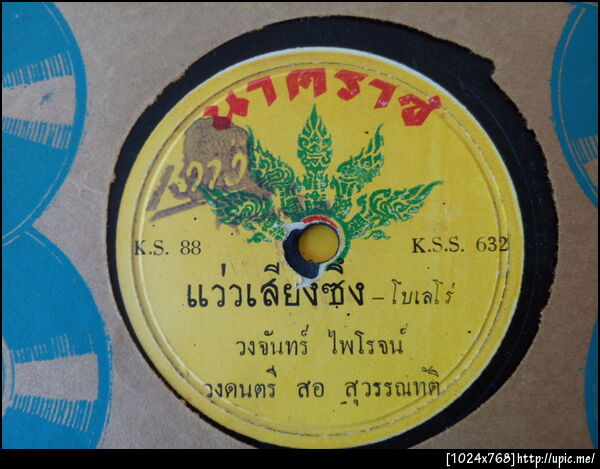 นาคราช
K.S. 88
K.S.S. 632
แว่วเสียงซึง - โบเลโร่
วงจันทร์ ไพโรจน์
วงดนตรี สอ สุวรรณทัต
[1024x768]http://upic.me/